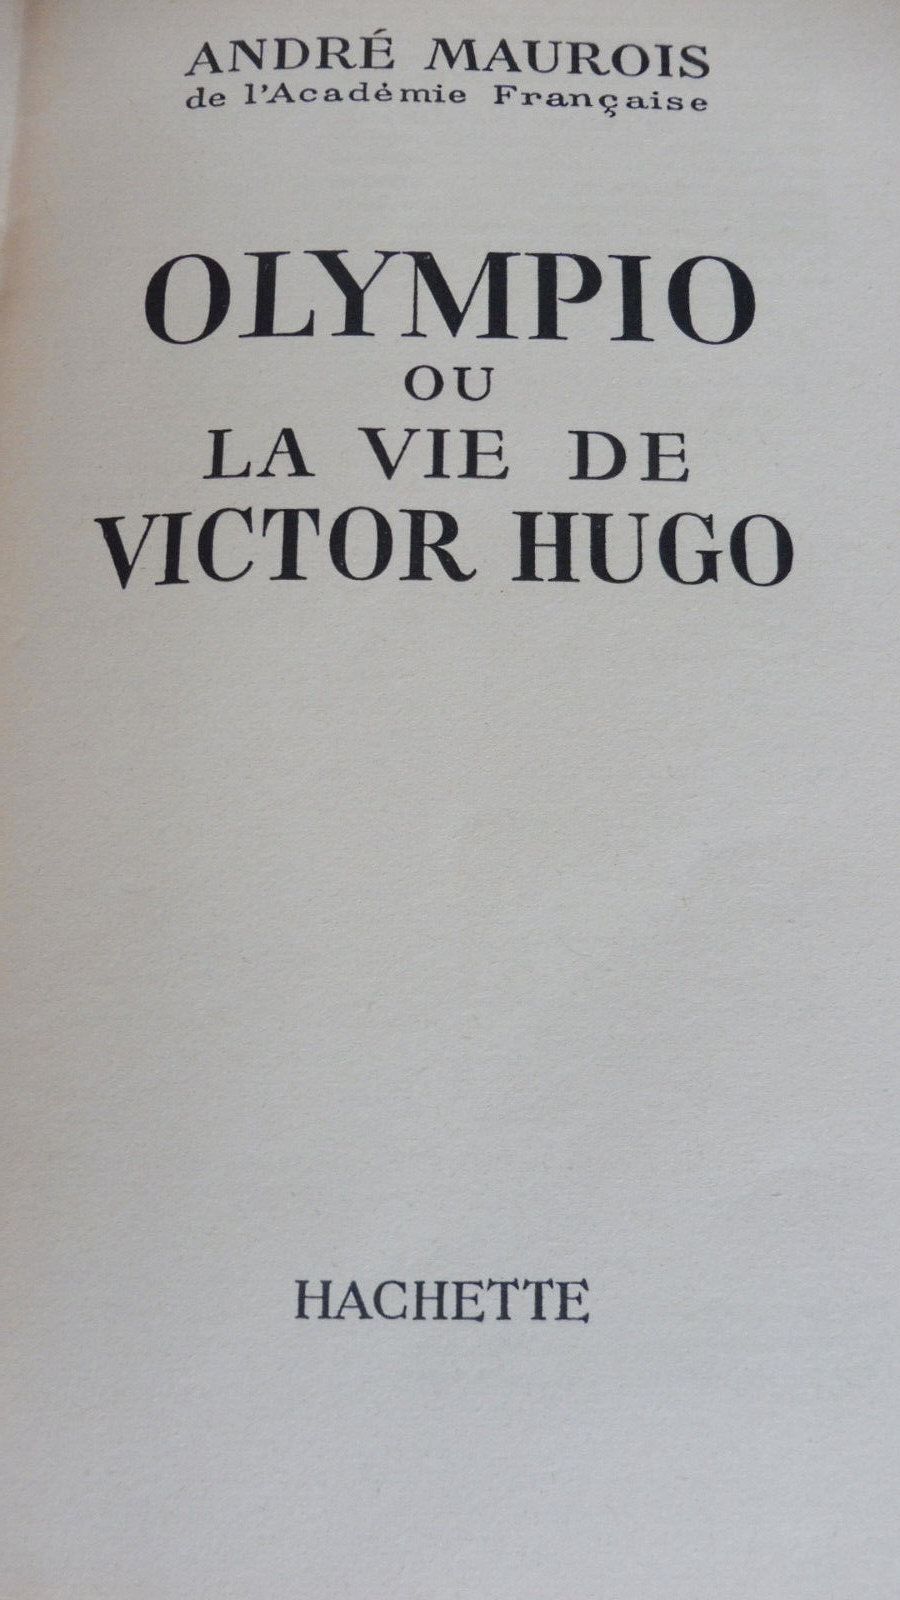 ANDRÉ MAUROIS
de l'Académie Française
OLYMPIO
OU
LA VIE DE
VICTOR HUGO
HACHETTE